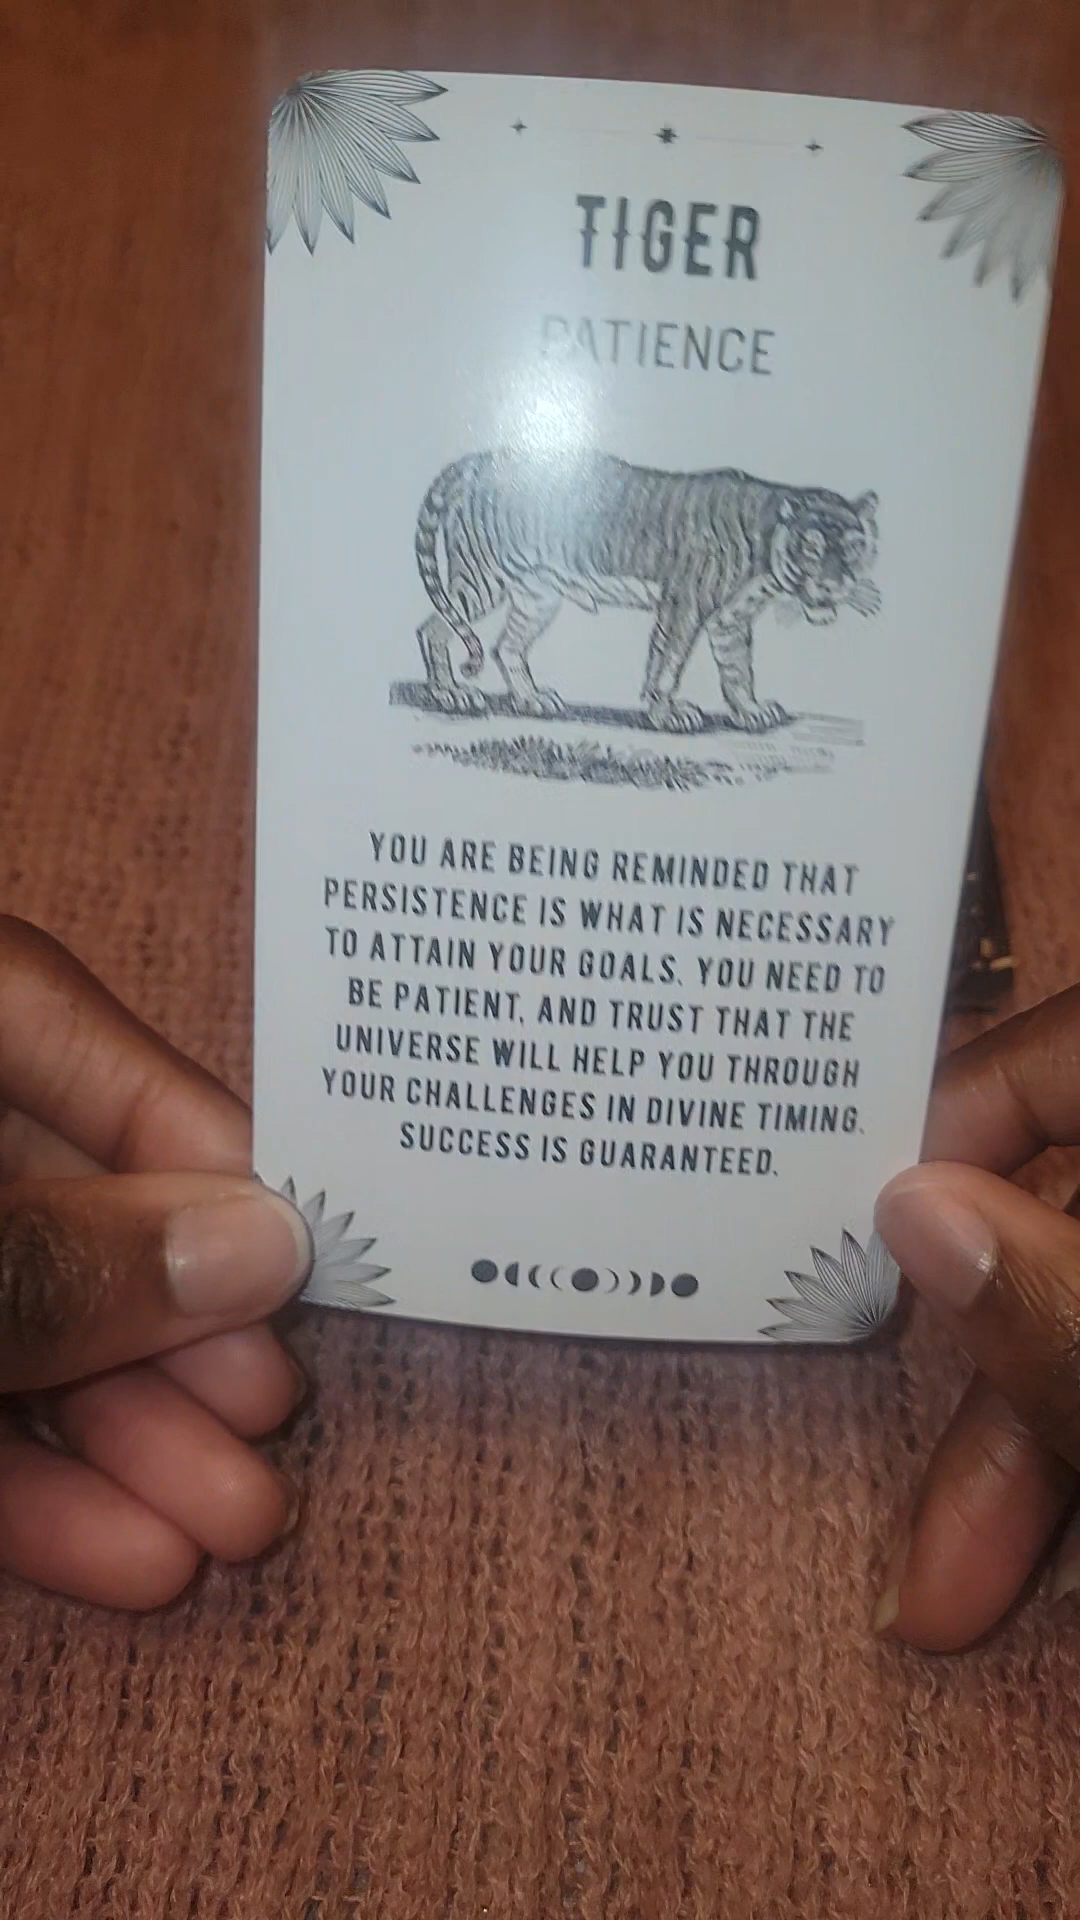 TIGER
PATIENCE
YOU ARE BEING REMINDED THAT
PERSISTENCE IS WHAT IS NECESSARY
TO ATTAIN YOUR GOALS. YOU NEED TO
BE PATIENT, AND TRUST THAT THE
UNIVERSE WILL HELP YOU THROUGH
YOUR CHALLENGES IN DIVINE TIMING.
SUCCESS IS GUARANTEED.